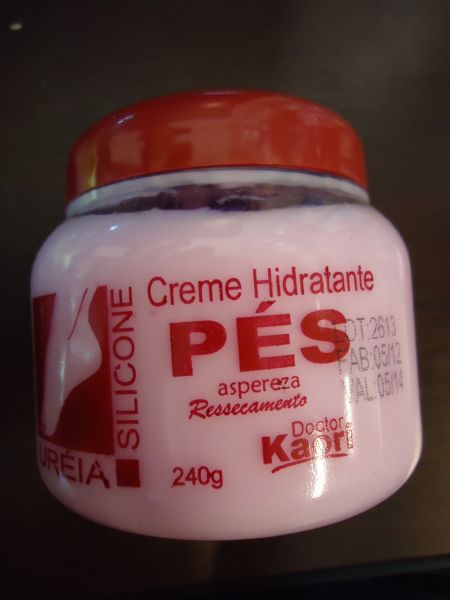 Creme Hidratante
PÉS
aspereza
Ressecamento
Doctor
Kaori
240g
SILICONE
URÉIA
LOT:2613
FAB:05/12
VAL:05/14